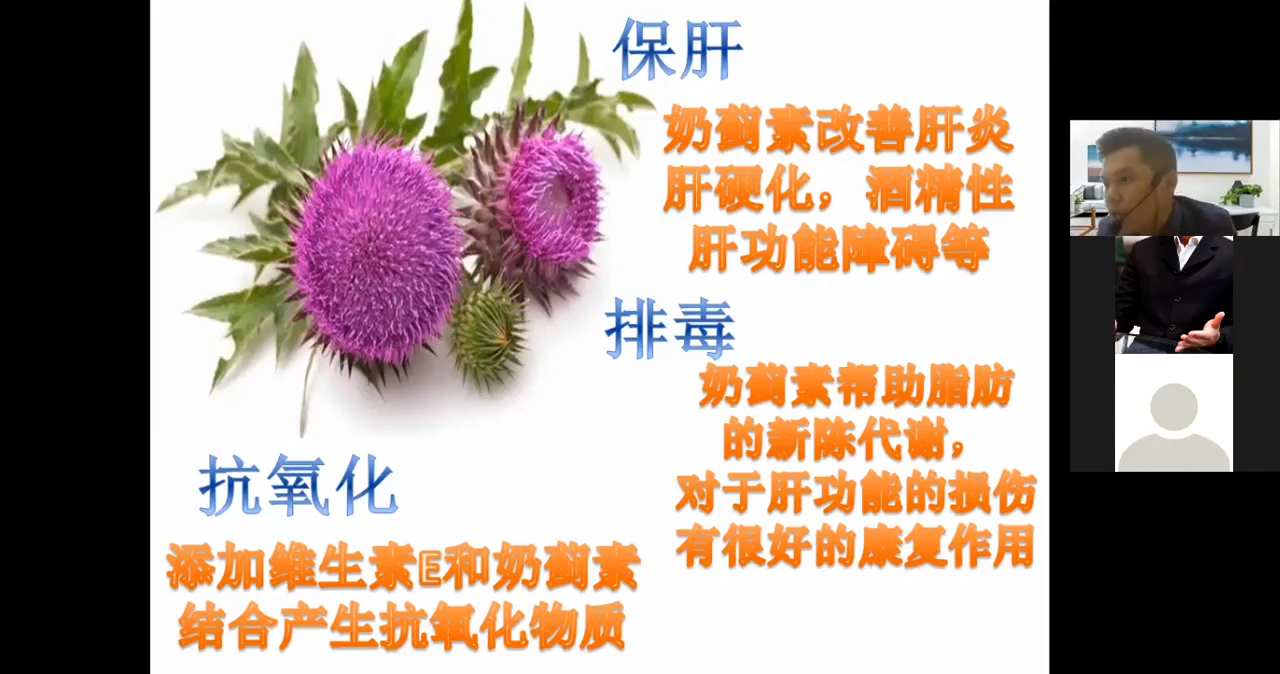 保肝
奶蓟素改善肝炎
肝硬化，酒精性
肝功能障碍等
排毒
奶蓟素帮助脂肪
的新陈代谢，
对于肝功能的损伤
有很好的康复作用
抗氧化
添加维生素E和奶蓟素
结合产生抗氧化物质